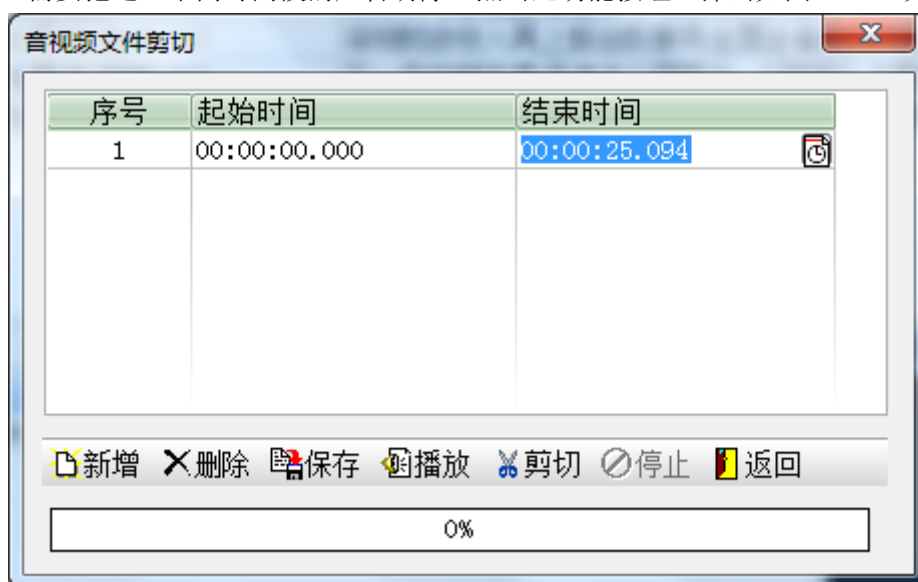 音视频文件剪切
序号 起始时间 结束时间
1 00:00:00.000 00:00:25.094
新增 删除 保存 播放 剪切 停止 返回
0%